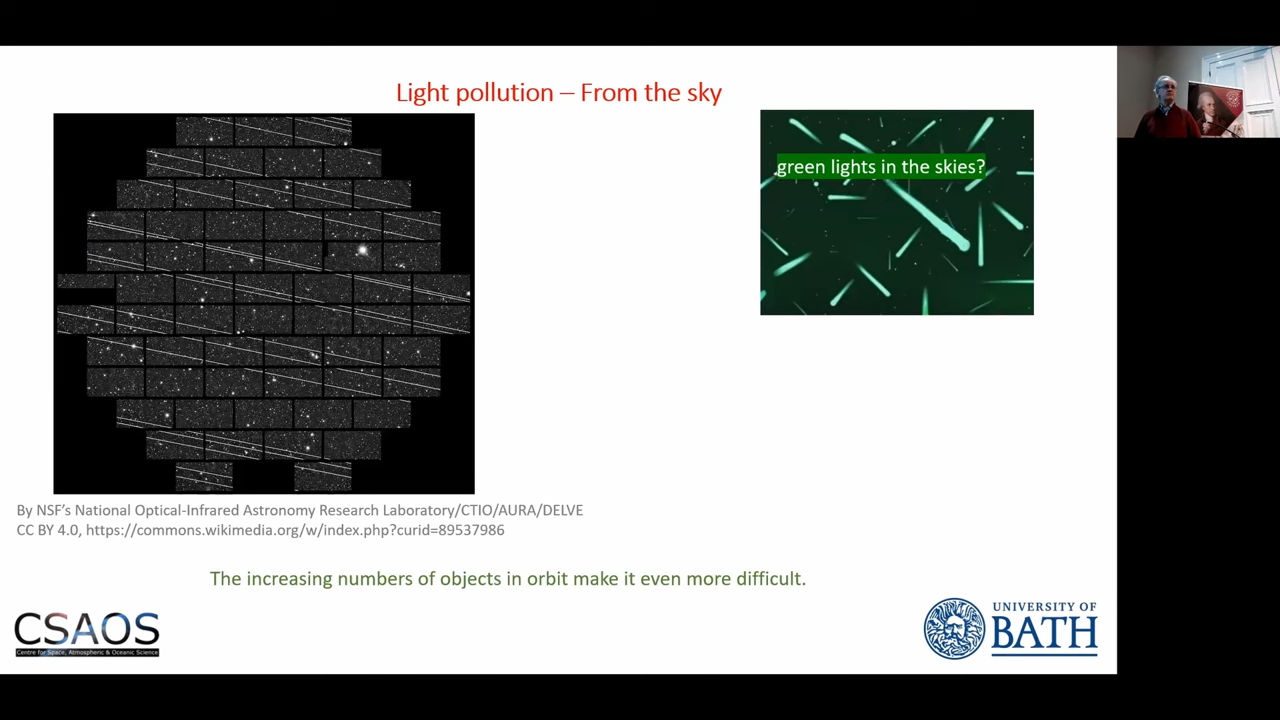 Light pollution – From the sky
green lights in the skies?
By NSF's National Optical-Infrared Astronomy Research Laboratory/CTIO/AURA/DELVE
CC BY 4.0, https://commons.wikimedia.org/w/index.php?curid=89537986
The increasing numbers of objects in orbit make it even more difficult.
CSAOS
Centre for Space, Atmospheric & Oceanic Science
UNIVERSITY OF
BATH